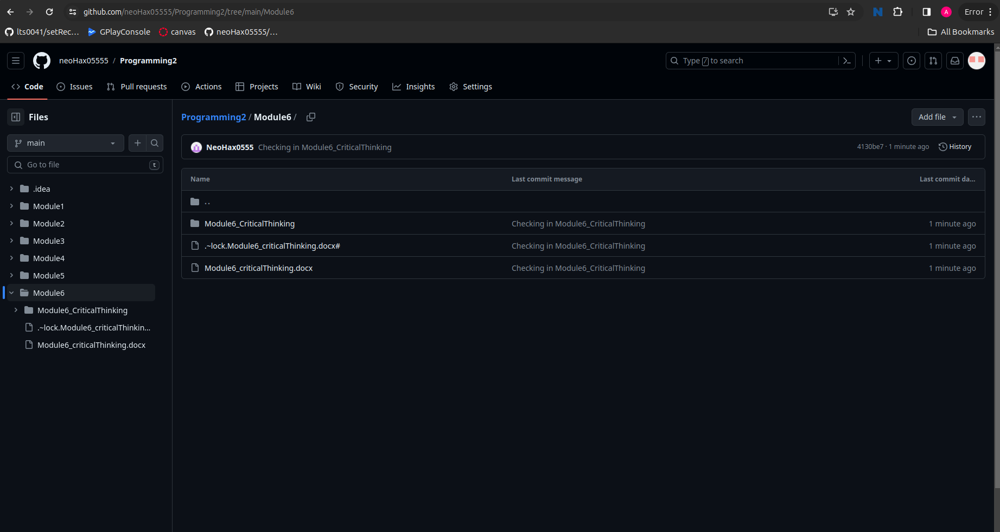 github.com/neoHax05555/Programming2/tree/main/Module6
A
Error
lts0041/setRec...
GPlayConsole
canvas
neoHax05555/...
All Bookmarks
neoHax05555 / Programming2
Type / to search
Code
Issues
Pull requests
Actions
Projects
Wiki
Security
Insights
Settings
Files
main
Go to file
t
.idea
Module1
Module2
Module3
Module4
Module5
Module6
Module6_CriticalThinking
.~lock.Module6_criticalThinkin...
Module6_criticalThinking.docx
Programming2 / Module6 /
Add file
NeoHax0555 Checking in Module6_CriticalThinking
4130be7 · 1 minute ago
History
Name Last commit message Last commit da...
..
Module6_CriticalThinking Checking in Module6_CriticalThinking 1 minute ago
.~lock.Module6_criticalThinking.docx# Checking in Module6_CriticalThinking 1 minute ago
Module6_criticalThinking.docx Checking in Module6_CriticalThinking 1 minute ago